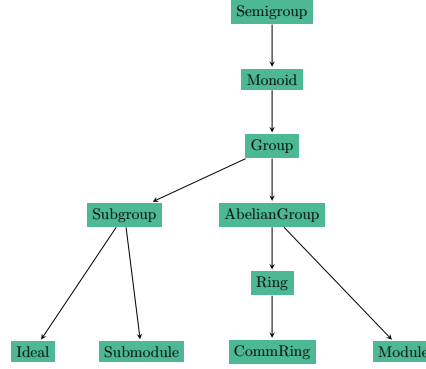 Semigroup
Monoid
Group
Subgroup
AbelianGroup
Ring
Ideal
Submodule
CommRing
Module